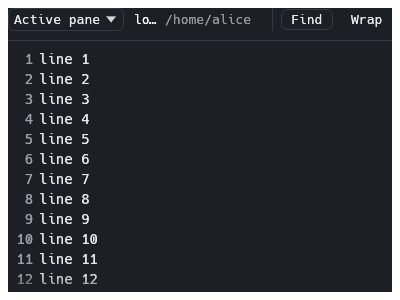 Active pane lo… /home/alice Find Wrap
1 line 1
2 line 2
3 line 3
4 line 4
5 line 5
6 line 6
7 line 7
8 line 8
9 line 9
10 line 10
11 line 11
12 line 12